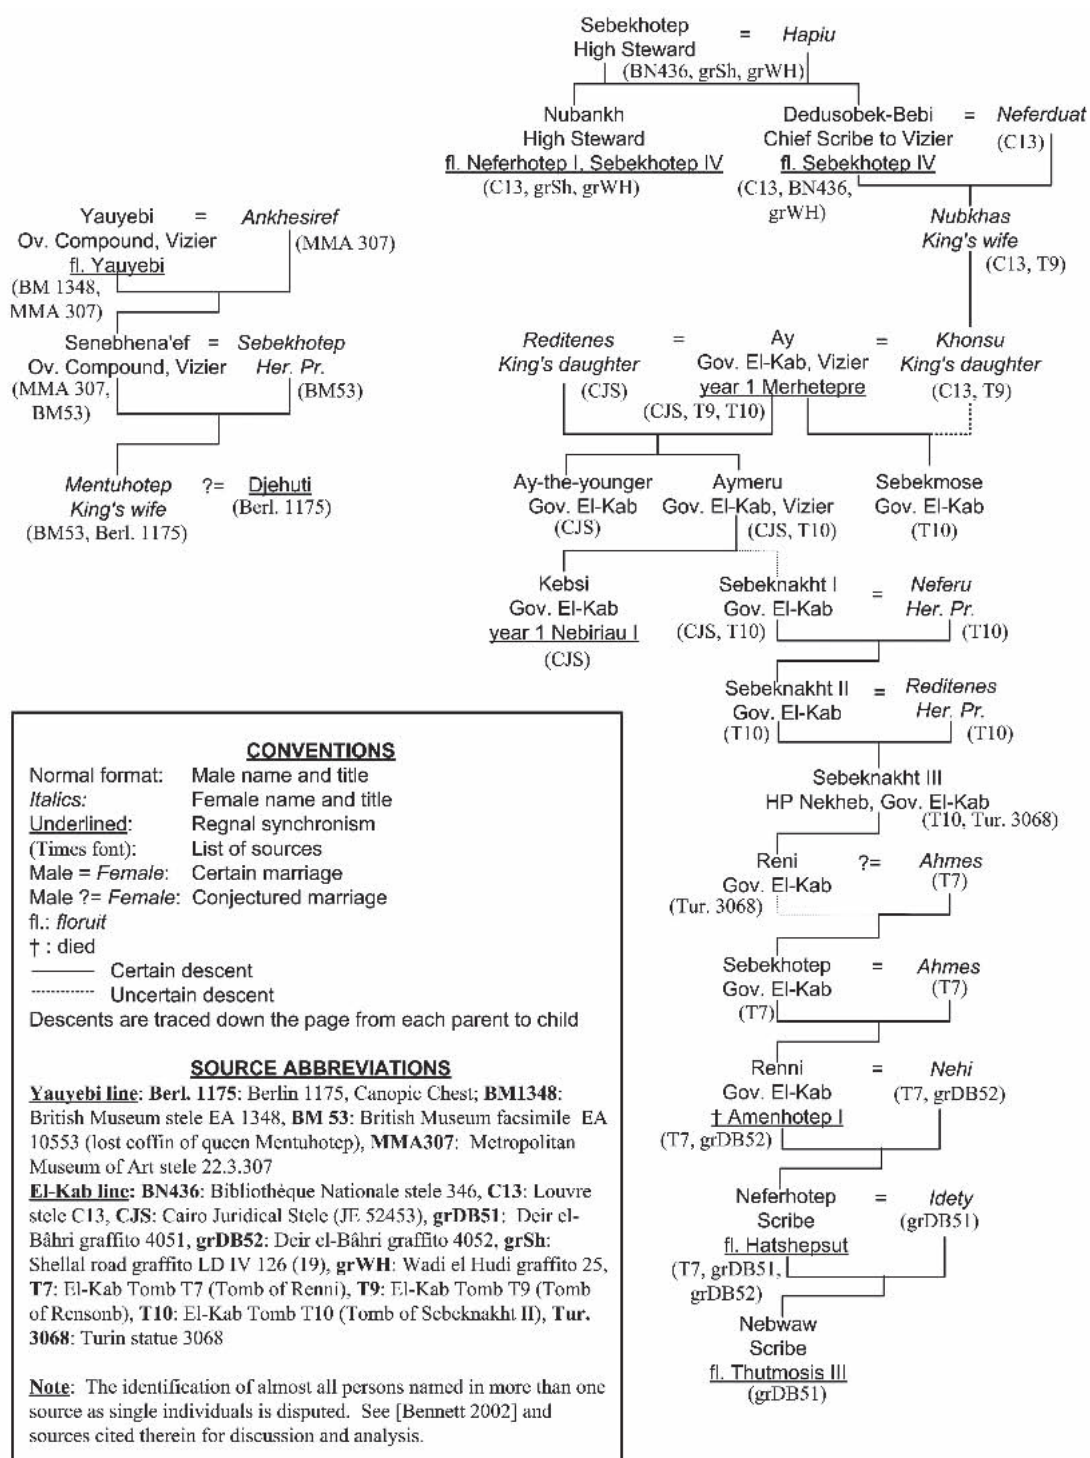 Sebekhotep = Hapiu
High Steward
(BN436, grSh, grWH)
Nubankh
High Steward
fl. Neferhotep I, Sebekhotep IV
(C13, grSh, grWH)
Dedusobek-Bebi = Neferduat
Chief Scribe to Vizier (C13)
fl. Sebekhotep IV
(C13, BN436,
grWH)
Nubkhas
King's wife
(C13, T9)
Yauyebi = Ankhesiref
Ov. Compound, Vizier (MMA 307)
fl. Yauyebi
(BM 1348,
MMA 307)
Senebhena'ef = Sebekhotep
Ov. Compound, Vizier Her. Pr.
(MMA 307, (BM53)
BM53)
Mentuhotep ?= Djehuti
King's wife (Berl. 1175)
(BM53, Berl. 1175)
Reditenes = Ay = Khonsu
King's daughter Gov. El-Kab, Vizier King's daughter
(CJS) year 1 Merhetepre (C13, T9)
(CJS, T9, T10)
Ay-the-younger Aymeru Sebekmose
Gov. El-Kab Gov. El-Kab, Vizier Gov. El-Kab
(CJS) (CJS, T10) (T10)
Kebsi
Gov. El-Kab
year 1 Nebiriau I
(CJS)
Sebeknakht I = Neferu
Gov. El-Kab Her. Pr.
(CJS, T10) (T10)
Sebeknakht II = Reditenes
Gov. El-Kab Her. Pr.
(T10) (T10)
Sebeknakht III
HP Nekheb, Gov. El-Kab
(T10, Tur. 3068)
Reni ?= Ahmes
Gov. El-Kab (T7)
(Tur. 3068)
Sebekhotep = Ahmes
Gov. El-Kab (T7)
(T7)
Renni = Nehi
Gov. El-Kab (T7, grDB52)
† Amenhotep I
(T7, grDB52)
Neferhotep = Idety
Scribe (grDB51)
fl. Hatshepsut
(T7, grDB51,
grDB52)
Nebwaw
Scribe
fl. Thutmosis III
(grDB51)
CONVENTIONS
Normal format: Male name and title
Italics: Female name and title
Underlined: Regnal synchronism
(Times font): List of sources
Male = Female: Certain marriage
Male ?= Female: Conjectured marriage
fl.: floruit
† : died
Certain descent
Uncertain descent
Descents are traced down the page from each parent to child
SOURCE ABBREVIATIONS
Yauyebi line: Berl. 1175: Berlin 1175, Canopic Chest; BM1348:
British Museum stele EA 1348, BM 53: British Museum facsimile EA
10553 (lost coffin of queen Mentuhotep), MMA307: Metropolitan
Museum of Art stele 22.3.307
El-Kab line: BN436: Bibliothèque Nationale stele 346, C13: Louvre
stele C13, CJS: Cairo Juridical Stele (JE 52453), grDB51: Deir el-
Bâhri graffito 4051, grDB52: Deir el-Bâhri graffito 4052, grSh:
Shellal road graffito LD IV 126 (19), grWH: Wadi el Hudi graffito 25,
T7: El-Kab Tomb T7 (Tomb of Renni), T9: El-Kab Tomb T9 (Tomb
of Rensonb), T10: El-Kab Tomb T10 (Tomb of Sebeknakht II), Tur.
3068: Turin statue 3068
Note: The identification of almost all persons named in more than one
source as single individuals is disputed. See [Bennett 2002] and
sources cited therein for discussion and analysis.